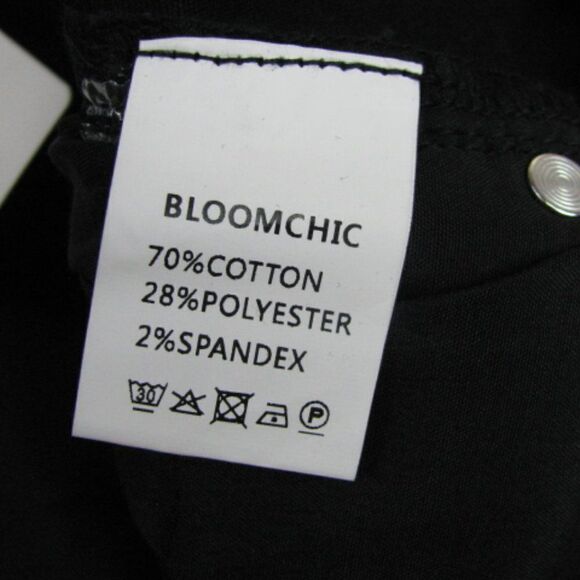 BLOOMCHIC
70%COTTON
28%POLYESTER
2%SPANDEX
30 P